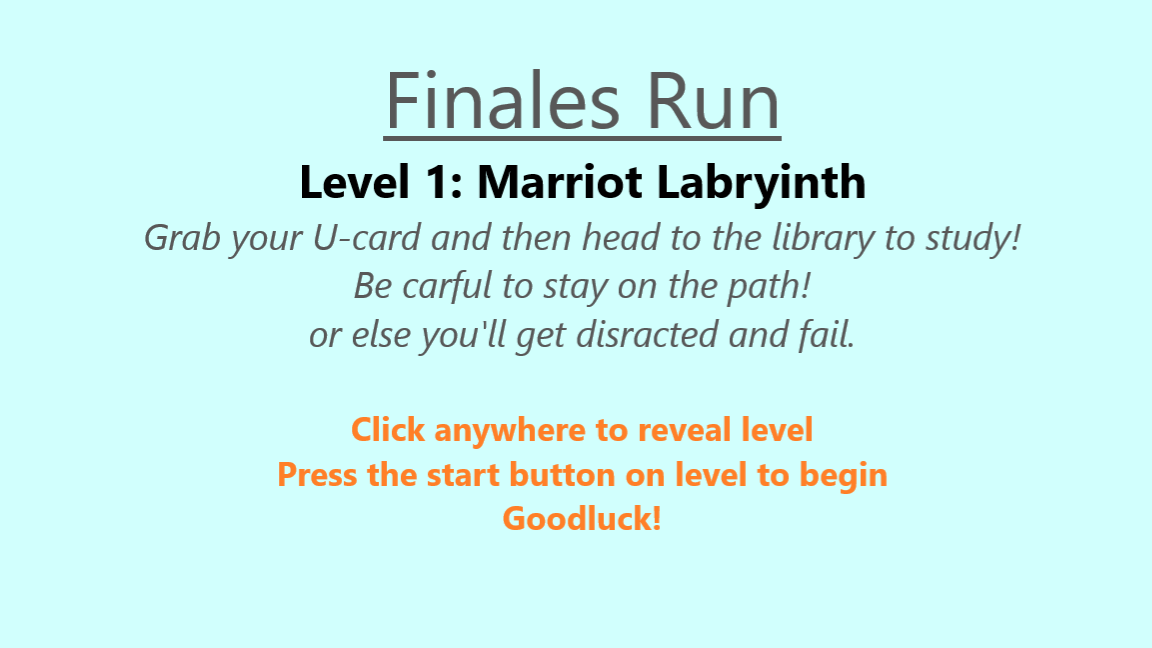 Finales Run
Level 1: Marriot Labryinth
Grab your U-card and then head to the library to study!
Be carful to stay on the path!
or else you'll get disracted and fail.
Click anywhere to reveal level
Press the start button on level to begin
Goodluck!